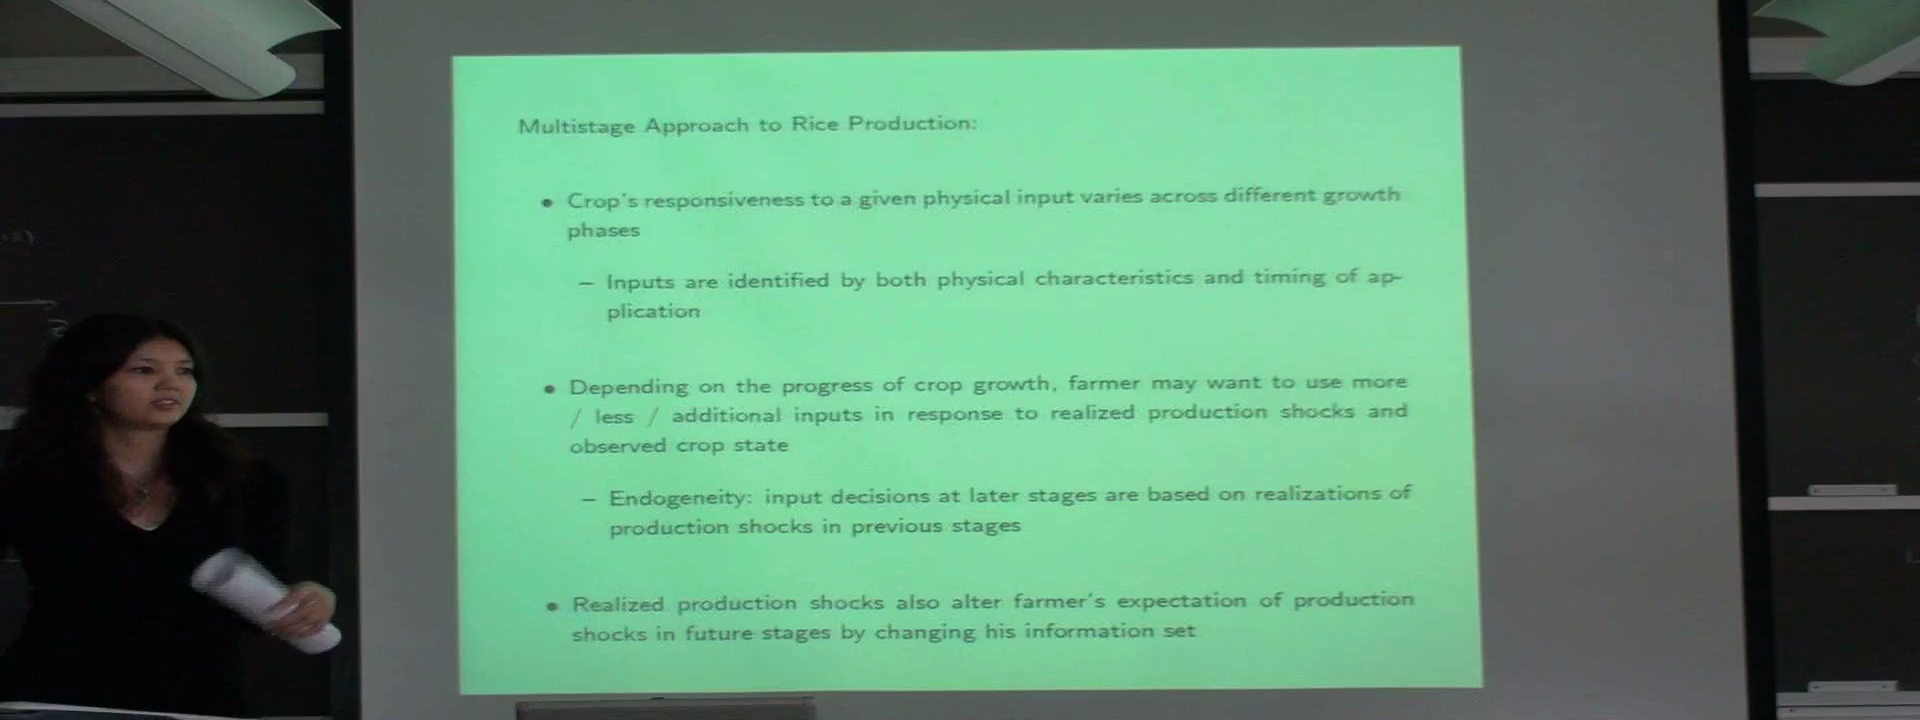 Multistage Approach to Rice Production:
• Crop's responsiveness to a given physical input varies across different growth
phases
– Inputs are identified by both physical characteristics and timing of ap-
plication
• Depending on the progress of crop growth, farmer may want to use more
/ less / additional inputs in response to realized production shocks and
observed crop state
– Endogeneity: input decisions at later stages are based on realizations of
production shocks in previous stages
• Realized production shocks also alter farmer's expectation of production
shocks in future stages by changing his information set